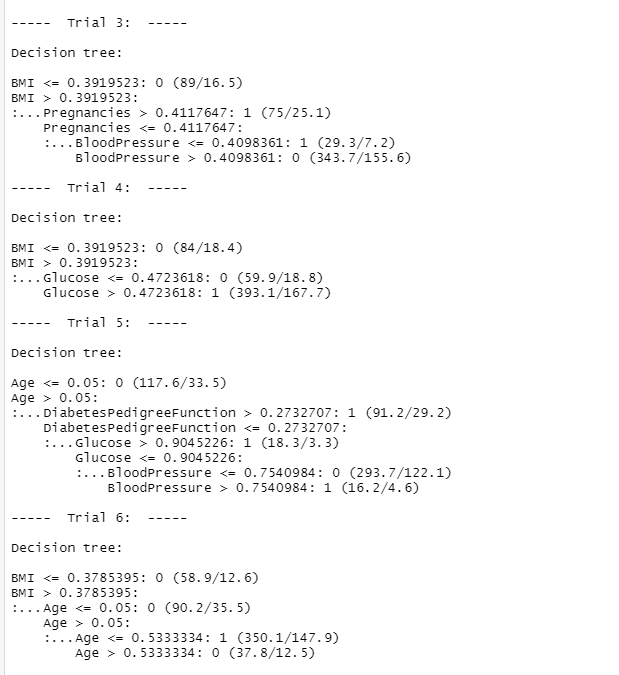 -----  Trial 3:  -----
Decision tree:
BMI <= 0.3919523: 0 (89/16.5)
BMI > 0.3919523:
:...Pregnancies > 0.4117647: 1 (75/25.1)
    Pregnancies <= 0.4117647:
    :...BloodPressure <= 0.4098361: 1 (29.3/7.2)
        BloodPressure > 0.4098361: 0 (343.7/155.6)
-----  Trial 4:  -----
Decision tree:
BMI <= 0.3919523: 0 (84/18.4)
BMI > 0.3919523:
:...Glucose <= 0.4723618: 0 (59.9/18.8)
    Glucose > 0.4723618: 1 (393.1/167.7)
-----  Trial 5:  -----
Decision tree:
Age <= 0.05: 0 (117.6/33.5)
Age > 0.05:
:...DiabetesPedigreeFunction > 0.2732707: 1 (91.2/29.2)
    DiabetesPedigreeFunction <= 0.2732707:
    :...Glucose > 0.9045226: 1 (18.3/3.3)
        Glucose <= 0.9045226:
        :...BloodPressure <= 0.7540984: 0 (293.7/122.1)
            BloodPressure > 0.7540984: 1 (16.2/4.6)
-----  Trial 6:  -----
Decision tree:
BMI <= 0.3785395: 0 (58.9/12.6)
BMI > 0.3785395:
:...Age <= 0.05: 0 (90.2/35.5)
    Age > 0.05:
    :...Age <= 0.5333334: 1 (350.1/147.9)
        Age > 0.5333334: 0 (37.8/12.5)